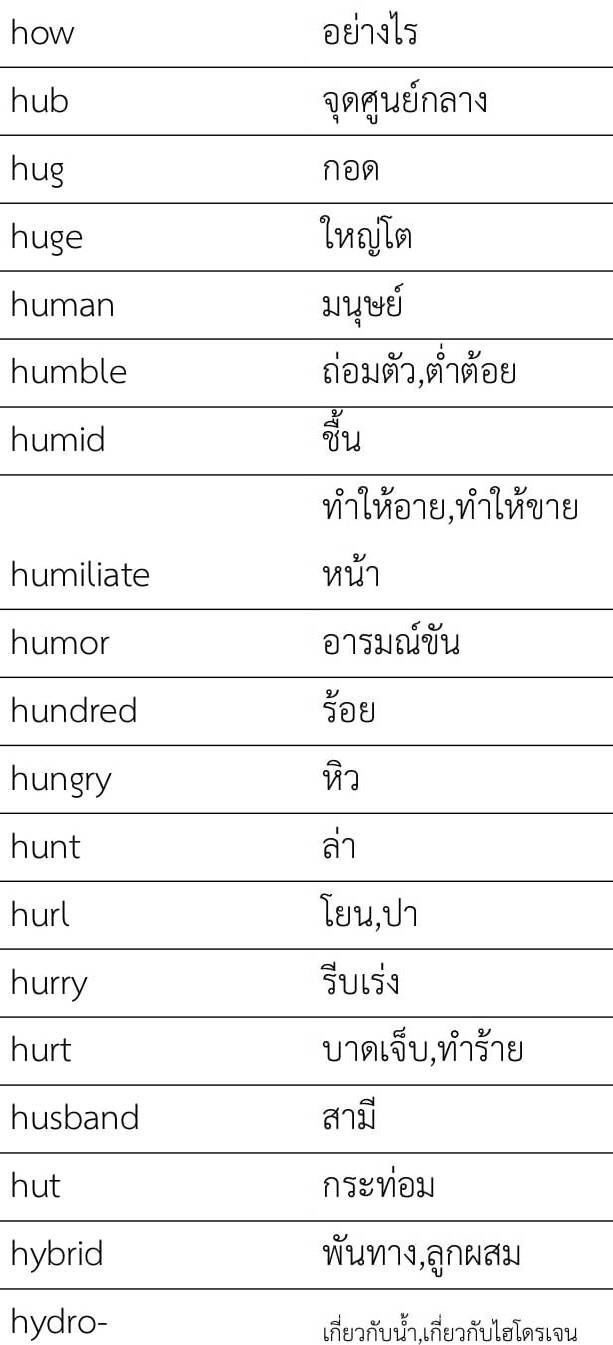 how อย่างไร
hub จุดศูนย์กลาง
hug กอด
huge ใหญ่โต
human มนุษย์
humble ถ่อมตัว,ต่ำต้อย
humid ชื้น
ทำให้อาย,ทำให้ขาย
humiliate หน้า
humor อารมณ์ขัน
hundred ร้อย
hungry หิว
hunt ล่า
hurl โยน,ปา
hurry รีบเร่ง
hurt บาดเจ็บ,ทำร้าย
husband สามี
hut กระท่อม
hybrid พันทาง,ลูกผสม
hydro- เกี่ยวกับน้ำ,เกี่ยวกับไฮโดรเจน